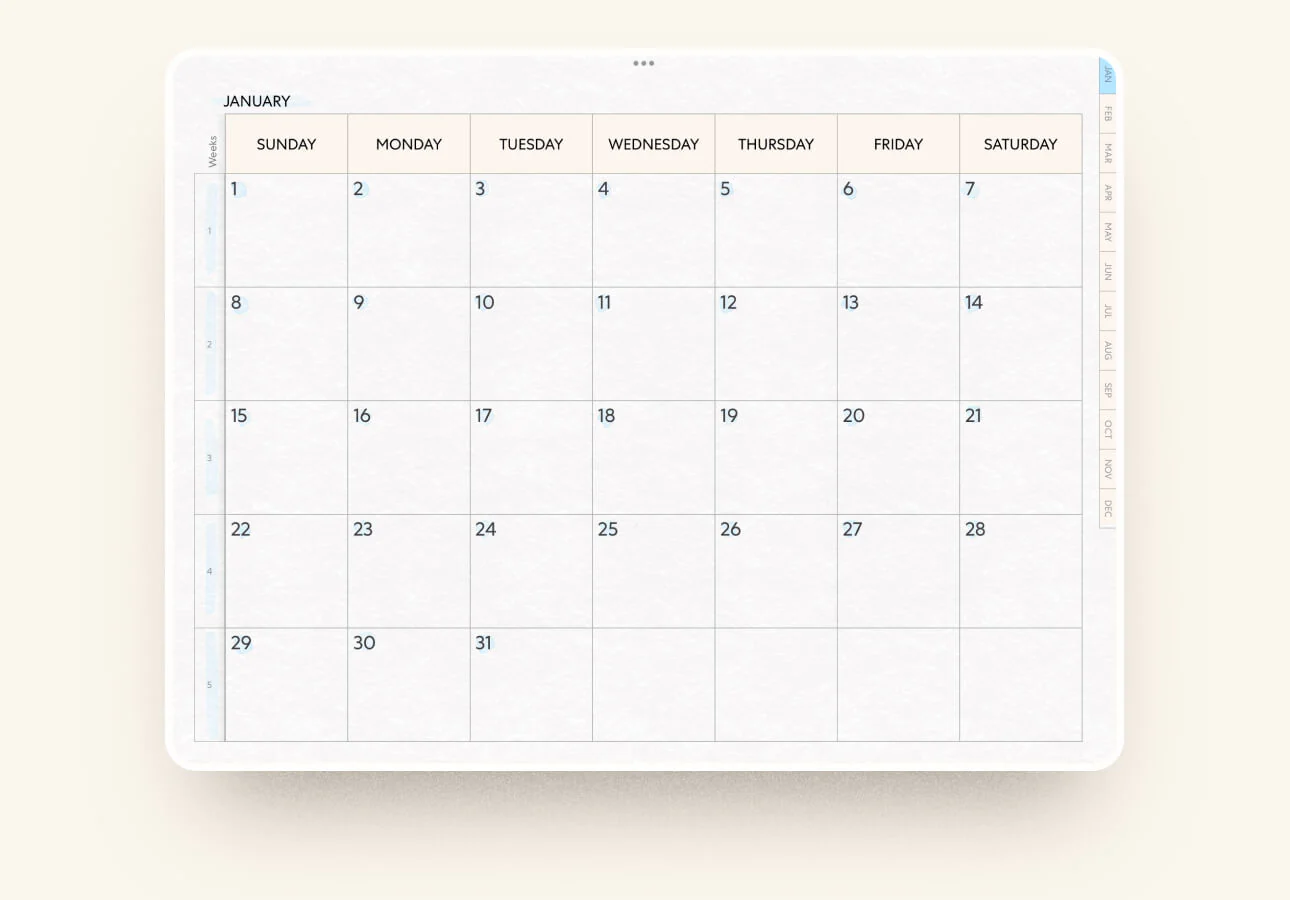 JANUARY
Weeks SUNDAY MONDAY TUESDAY WEDNESDAY THURSDAY FRIDAY SATURDAY
1 1 2 3 4 5 6 7
2 8 9 10 11 12 13 14
3 15 16 17 18 19 20 21
4 22 23 24 25 26 27 28
5 29 30 31
JAN
FEB
MAR
APR
MAY
JUN
JUL
AUG
SEP
OCT
NOV
DEC